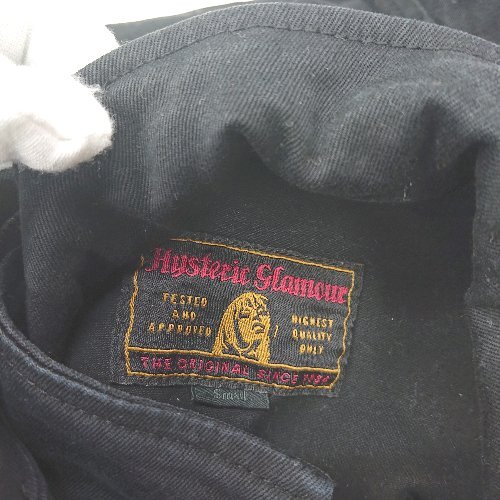 Hysteric Glamour
TESTED
AND
APPROVED
HIGHEST
QUALITY
ONLY
THE ORIGINAL SINCE 1984
Small